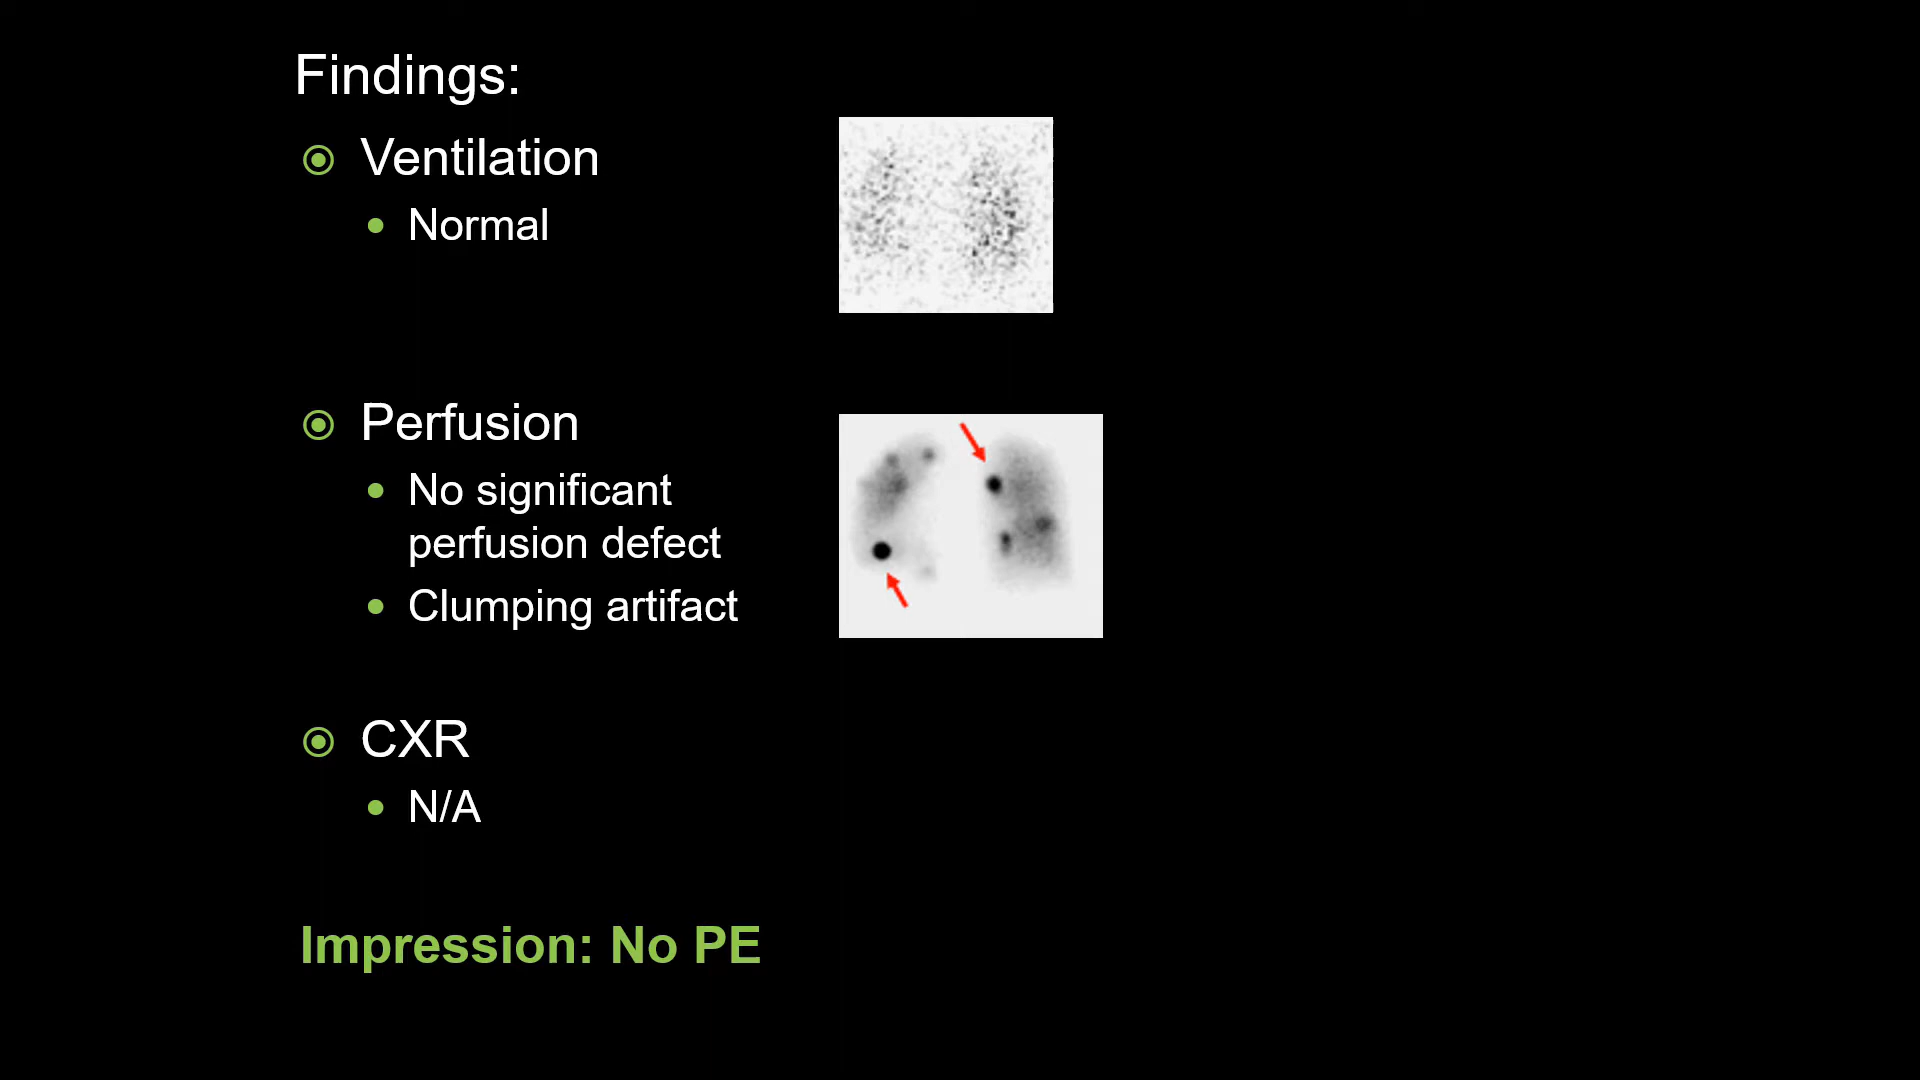 Findings:
Ventilation
Normal
Perfusion
No significant
perfusion defect
Clumping artifact
CXR
N/A
Impression: No PE